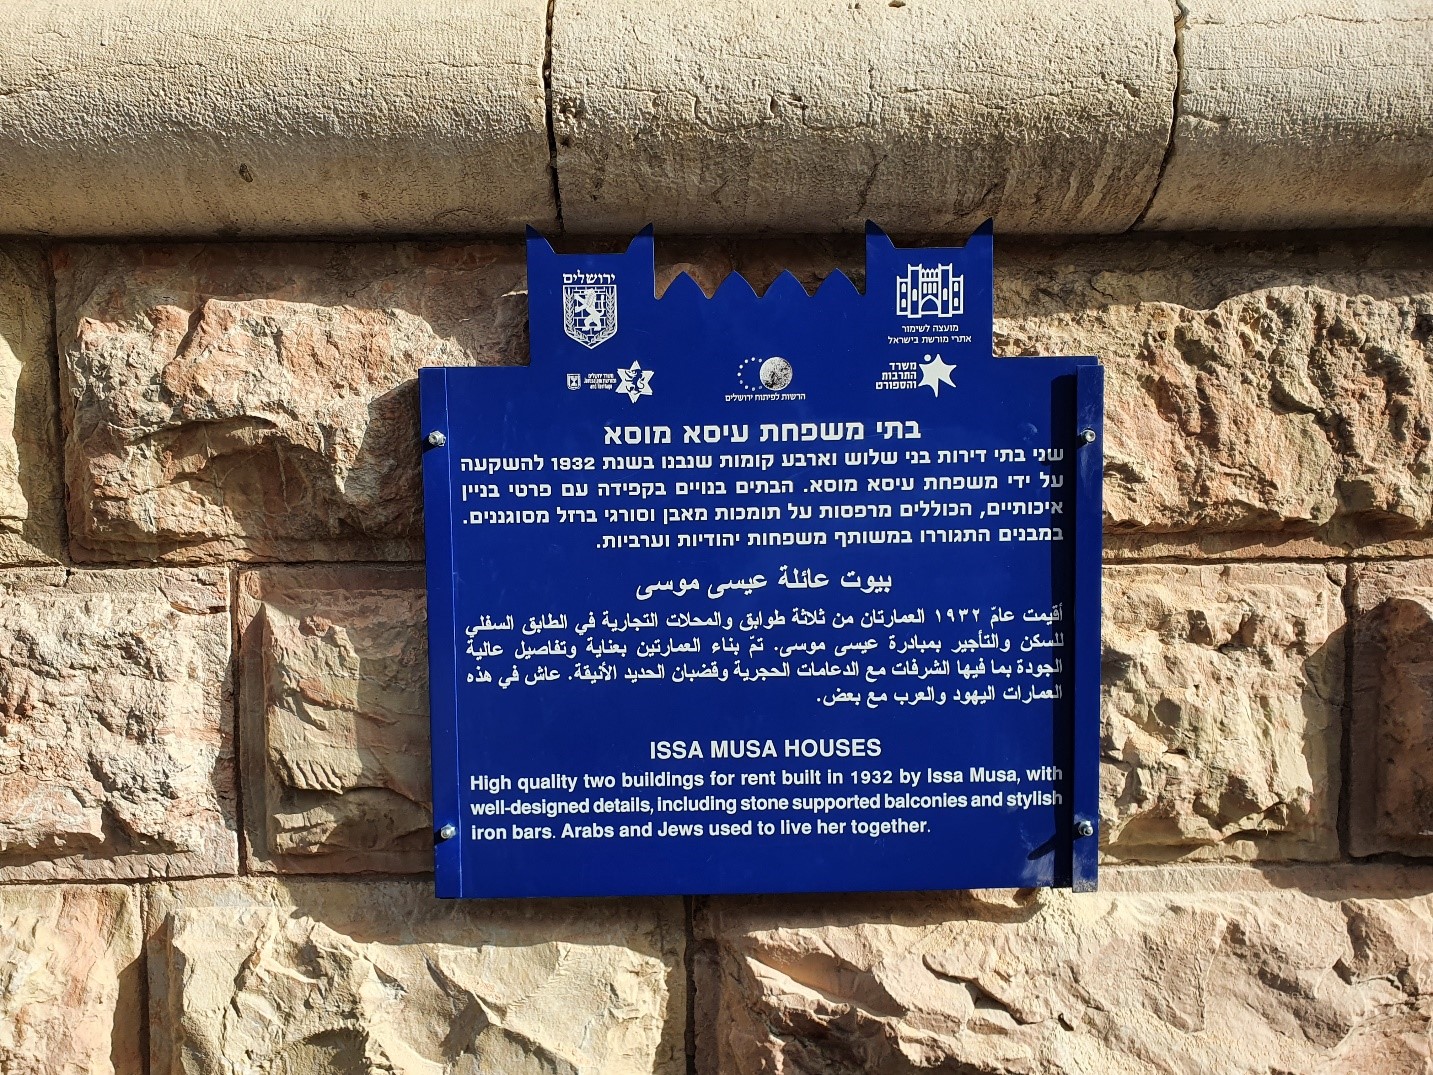 ירושלים
מועצה לשימור
אתרי מורשת בישראל
משרד ירושלים
Jerusalem
and Heritage
הרשות לפיתוח ירושלים
משרד
התרבות
והספורט
בתי משפחת עיסא מוסא
שני בתי דירות בני שלוש וארבע קומות שנבנו בשנת 1932 להשקעה
על ידי משפחת עיסא מוסא. הבתים בנויים בקפידה עם פרטי בניין
איכותיים, הכוללים מרפסות על תומכות מאבן וסורגי ברזל מסוגננים.
במבנים התגוררו במשותף משפחות יהודיות וערביות.
بيوت عائلة عيسى موسى
أقيمت عامّ ١٩٣٢ العمارتان من ثلاثة طوابق والمحلات التجارية في الطابق السفلي
للسكن والتأجير بمبادرة عيسى موسى. تمّ بناء العمارتين بعناية وتفاصيل عالية
الجودة بما فيها الشرفات مع الدعامات الحجرية وقضبان الحديد الأنيقة. عاش في هذه
العمارات اليهود والعرب مع بعض.
ISSA MUSA HOUSES
High quality two buildings for rent built in 1932 by Issa Musa, with
well-designed details, including stone supported balconies and stylish
iron bars. Arabs and Jews used to live her together.